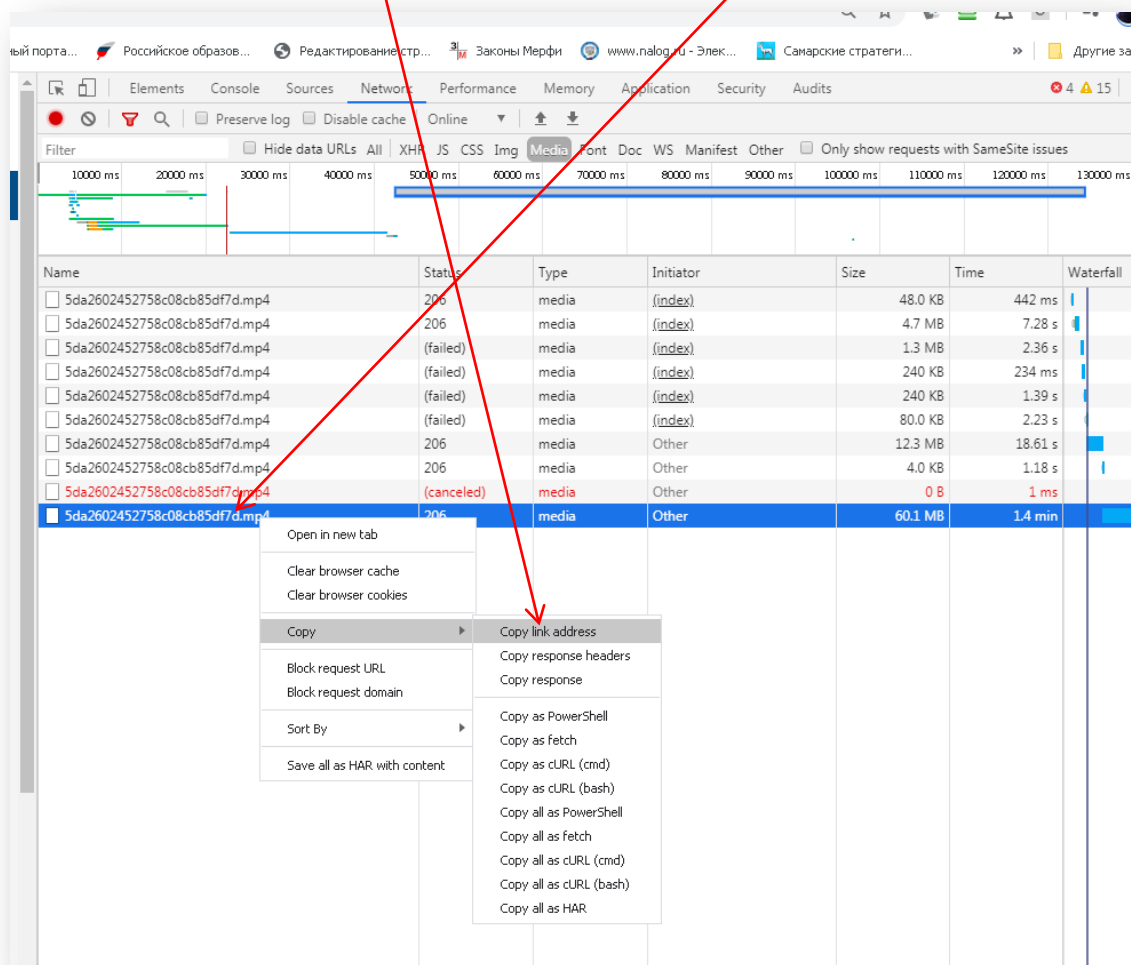 ный порта... Российское образов... Редактирование стр... З М Законы Мерфи www.nalog.ru - Элек... Самарские стратеги... » Другие за
Elements Console Sources Network Performance Memory Application Security Audits 4 15
Preserve log Disable cache Online
Filter Hide data URLs All XHR JS CSS Img Media Font Doc WS Manifest Other Only show requests with SameSite issues
10000 ms 20000 ms 30000 ms 40000 ms 50000 ms 60000 ms 70000 ms 80000 ms 90000 ms 100000 ms 110000 ms 120000 ms 130000 ms
Name Status Type Initiator Size Time Waterfall
5da2602452758c08cb85df7d.mp4 206 media (index) 48.0 KB 442 ms
5da2602452758c08cb85df7d.mp4 206 media (index) 4.7 MB 7.28 s
5da2602452758c08cb85df7d.mp4 (failed) media (index) 1.3 MB 2.36 s
5da2602452758c08cb85df7d.mp4 (failed) media (index) 240 KB 234 ms
5da2602452758c08cb85df7d.mp4 (failed) media (index) 240 KB 1.39 s
5da2602452758c08cb85df7d.mp4 (failed) media (index) 80.0 KB 2.23 s
5da2602452758c08cb85df7d.mp4 206 media Other 12.3 MB 18.61 s
5da2602452758c08cb85df7d.mp4 206 media Other 4.0 KB 1.18 s
5da2602452758c08cb85df7d.mp4 (canceled) media Other 0 B 1 ms
5da2602452758c08cb85df7d.mp4 206 media Other 60.1 MB 1.4 min
Open in new tab
Clear browser cache
Clear browser cookies
Copy
Block request URL
Block request domain
Sort By
Save all as HAR with content
Copy link address
Copy response headers
Copy response
Copy as PowerShell
Copy as fetch
Copy as cURL (cmd)
Copy as cURL (bash)
Copy all as PowerShell
Copy all as fetch
Copy all as cURL (cmd)
Copy all as cURL (bash)
Copy all as HAR